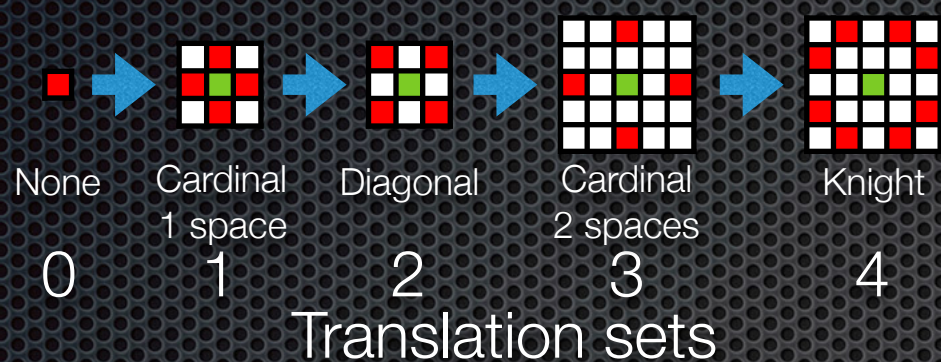 None
Cardinal
1 space
Diagonal
Cardinal
2 spaces
Knight
0 1 2 3 4
Translation sets